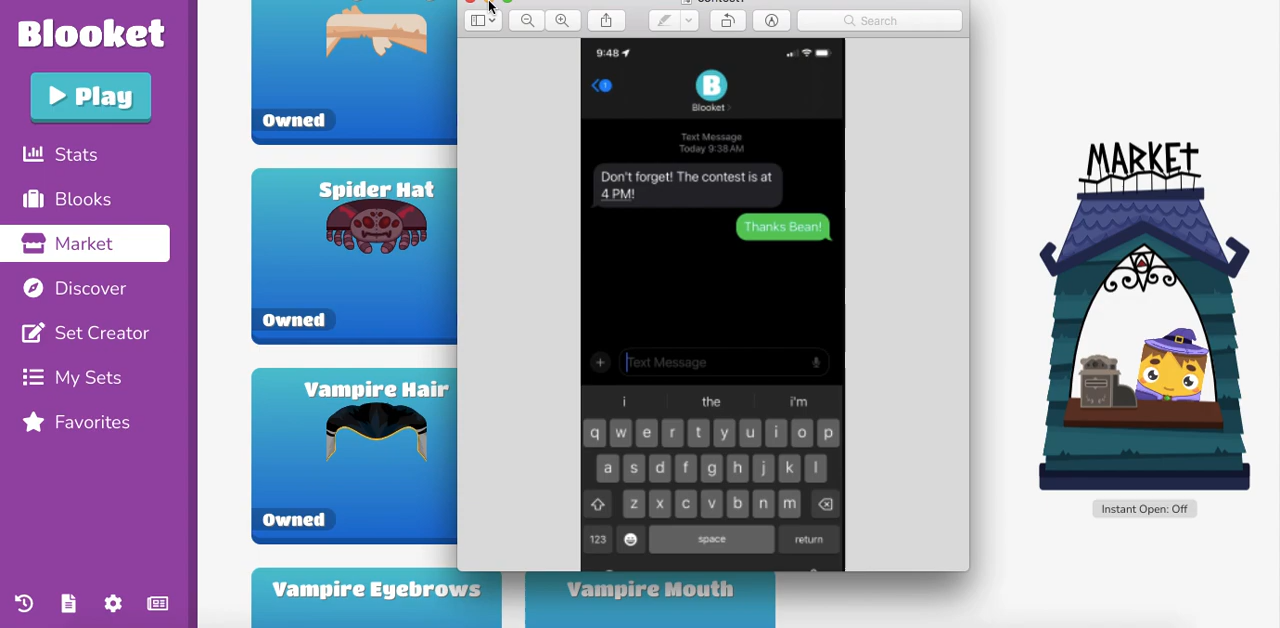 Blooket
Play
Stats
Blooks
Market
Discover
Set Creator
My Sets
Favorites
Owned
Spider Hat
Owned
Vampire Hair
Owned
Vampire Eyebrows
Vampire Mouth
Search
9:48
1
B
Blooket
Text Message
Today 9:38 AM
Don't forget! The contest is at
4 PM!
Thanks Bean!
Text Message
i the i'm
q w e r t y u i o p
a s d f g h j k l
z x c v b n m
123 space return
MARKET
Instant Open: Off